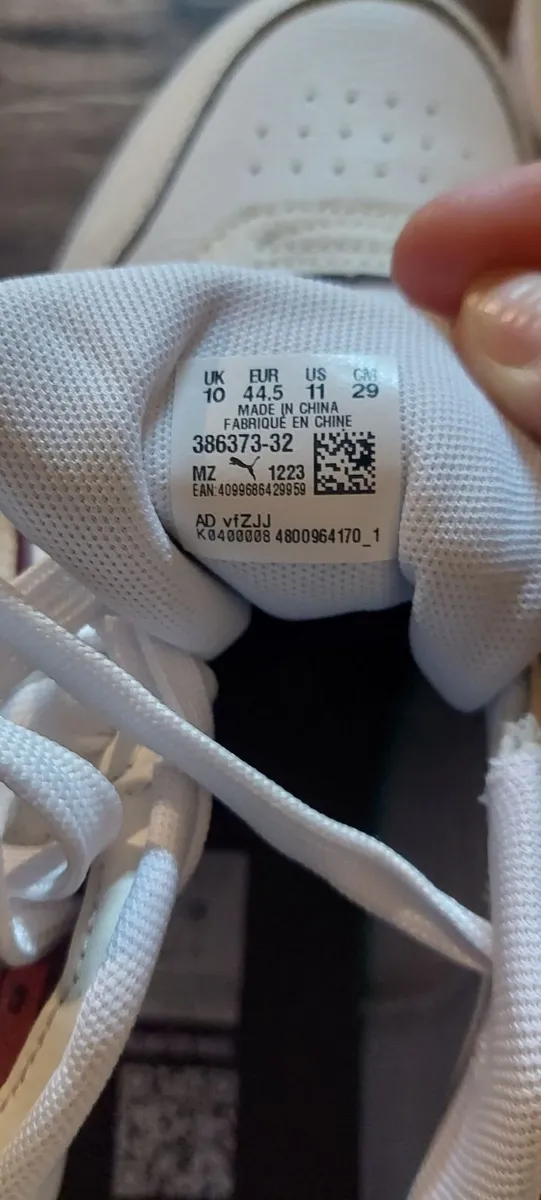 UK EUR US CM
10 44.5 11 29
MADE IN CHINA
FABRIQUÉ EN CHINE
386373-32
MZ 1223
EAN:4099686429959
AD vfZJJ
K0400008 4800964170_1